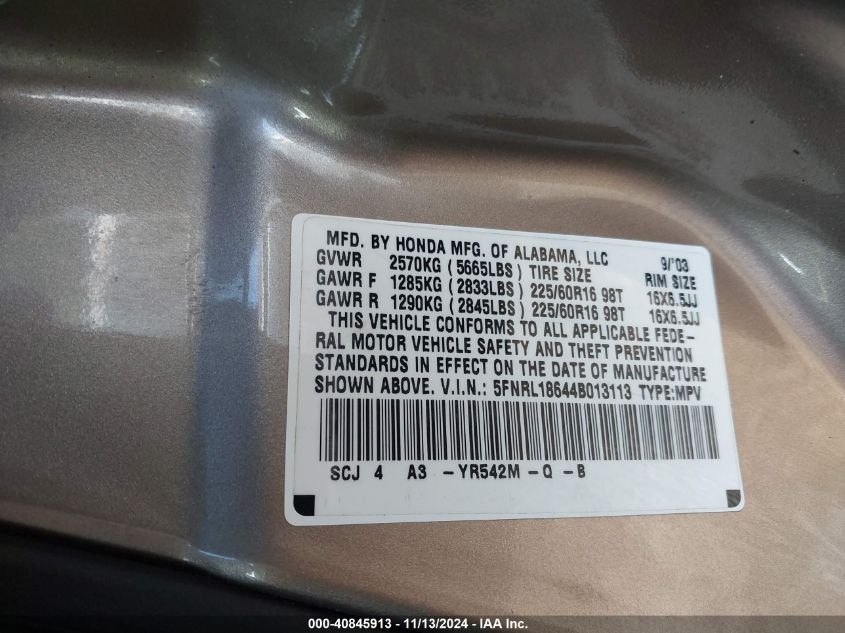 MFD. BY HONDA MFG. OF ALABAMA, LLC 9/'03
GVWR 2570KG (5665LBS) TIRE SIZE RIM SIZE
GAWR F 1285KG (2833LBS) 225/60R16 98T 16X6.5JJ
GAWR R 1290KG (2845LBS) 225/60R16 98T 16X6.5JJ
THIS VEHICLE CONFORMS TO ALL APPLICABLE FEDE-
RAL MOTOR VEHICLE SAFETY AND THEFT PREVENTION
STANDARDS IN EFFECT ON THE DATE OF MANUFACTURE
SHOWN ABOVE. V.I.N.: 5FNRL18644B013113 TYPE:MPV
SCJ 4 A3 -YR542M -Q -B
000-40845913 - 11/13/2024 - IAAI.com